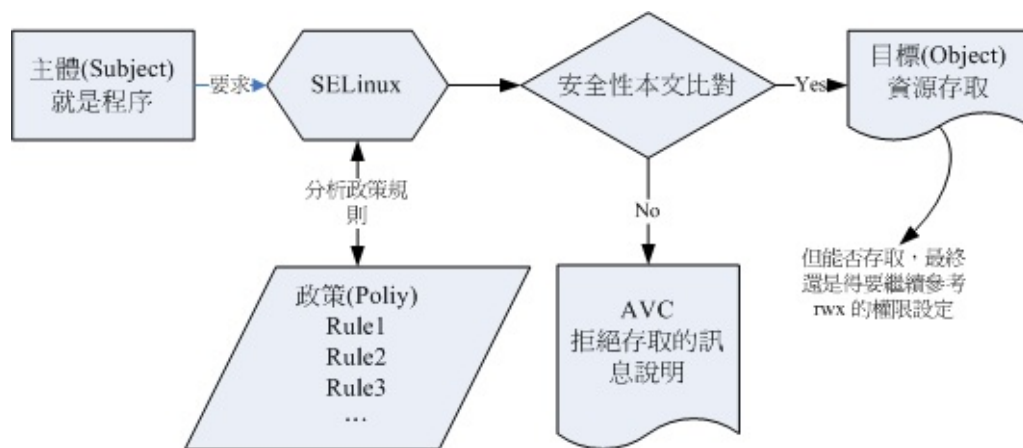 主體(Subject)
就是程序
要求
SELinux
安全性本文比對
Yes
目標(Object)
資源存取
分析政策規
則
No
但能否存取，最終
還是得要繼續參考
rwx 的權限設定
政策(Poliy)
Rule1
Rule2
Rule3
…
AVC
拒絕存取的訊
息說明